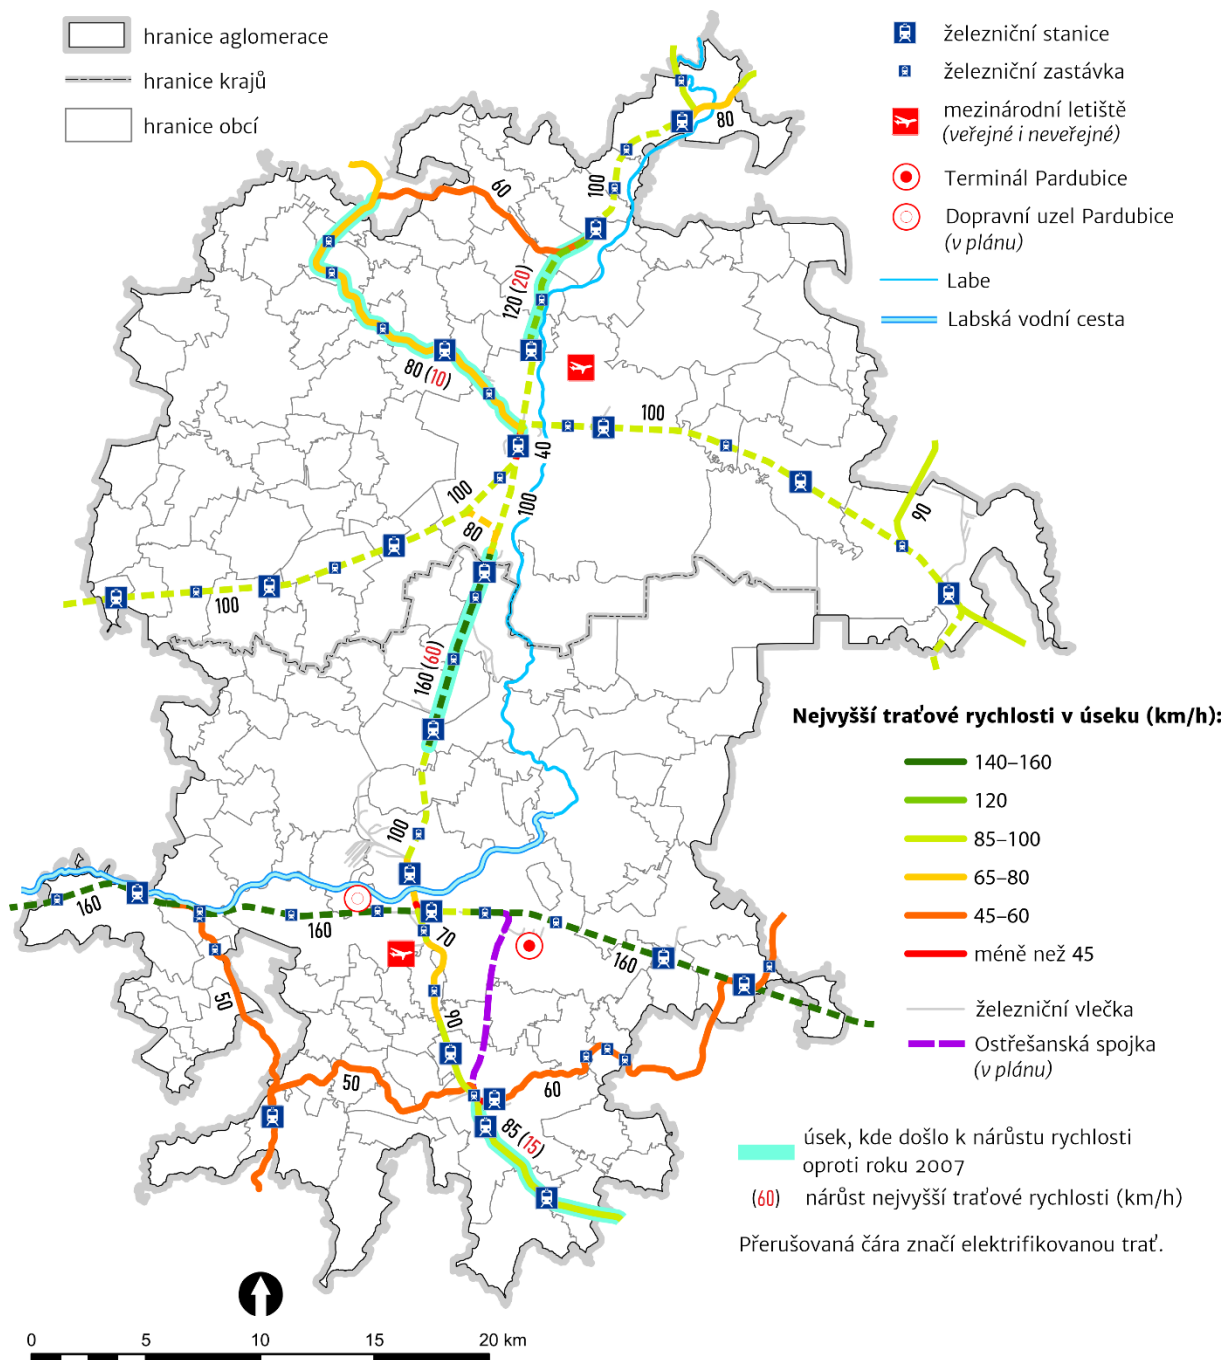 hranice aglomerace
hranice krajů
hranice obcí
železniční stanice
železniční zastávka
mezinárodní letiště
(veřejné i neveřejné)
Terminál Pardubice
Dopravní uzel Pardubice
(v plánu)
Labe
Labská vodní cesta
80
60
100
120 (20)
80 (10)
100
40
100
100
80
90
100
160 (60)
100
160
160
70
160
50
90
50
60
85 (15)
Nejvyšší traťové rychlosti v úseku (km/h):
140–160
120
85–100
65–80
45–60
méně než 45
železniční vlečka
Ostřešanská spojka
(v plánu)
úsek, kde došlo k nárůstu rychlosti
oproti roku 2007
(60) nárůst nejvyšší traťové rychlosti (km/h)
Přerušovaná čára značí elektrifikovanou trať.
0 5 10 15 20 km